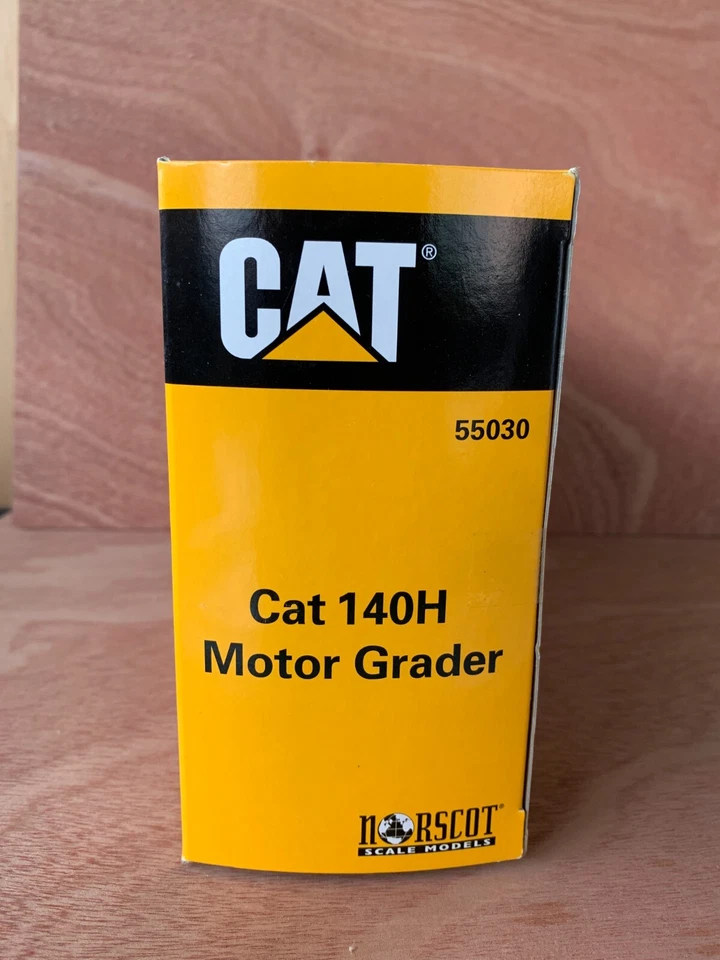 CAT®
55030
Cat 140H
Motor Grader
NORSCOT®
SCALE MODELS